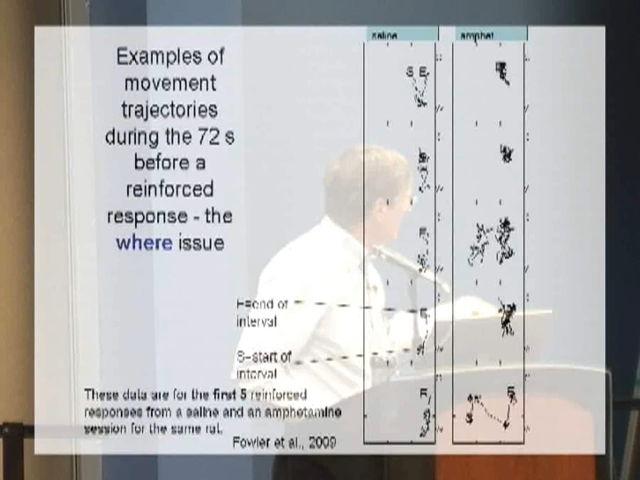 saline
amphet
Examples of
movement
trajectories
during the 72 s
before a
reinforced
response - the
where issue
E=end of
interval
S=start of
interval
These data are for the first 5 reinforced
responses from a saline and an amphetamine
session for the same rat.
Fowler et al., 2009
S E
E
E
E
S
E
S
E
S